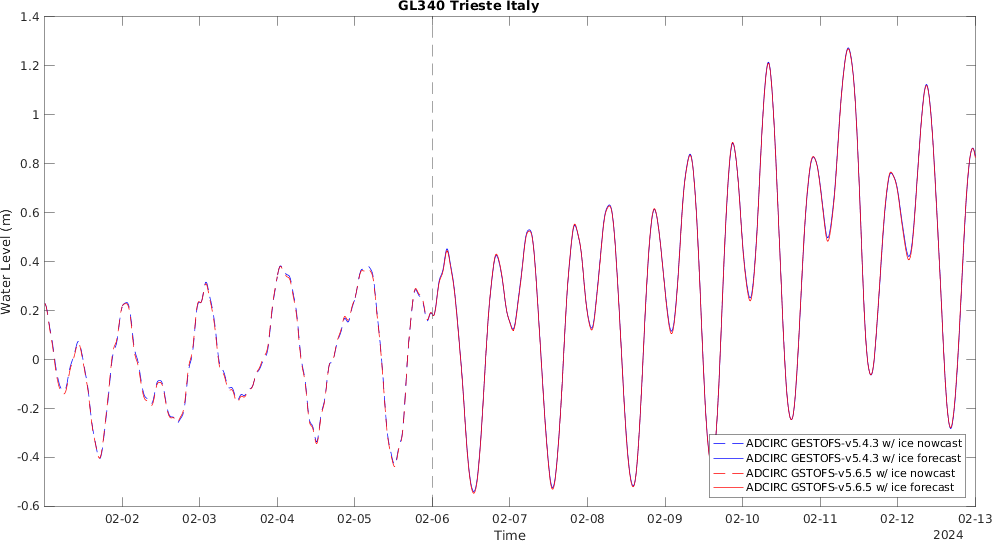 GL340 Trieste Italy
1.4
1.2
1
0.8
0.6
0.4
0.2
0
-0.2
-0.4
-0.6
Water Level (m)
ADCIRC GESTOFS-v5.4.3 w/ ice nowcast
ADCIRC GESTOFS-v5.4.3 w/ ice forecast
ADCIRC GSTOFS-v5.6.5 w/ ice nowcast
ADCIRC GSTOFS-v5.6.5 w/ ice forecast
02-02 02-03 02-04 02-05 02-06 02-07 02-08 02-09 02-10 02-11 02-12 02-13
Time
2024